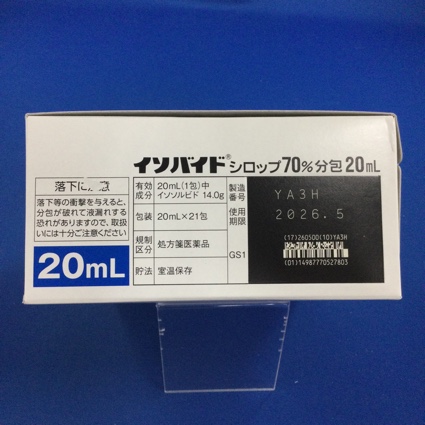 イソバイド®シロップ70%分包20mL
落下に注意
落下等の衝撃を与えると、
分包が破れて液漏れする
恐れがありますので、取扱
いには十分ご注意ください
20mL
有効成分 20mL(1包)中
イソソルビド 14.0g
包装 20mL×21包
規制区分 処方箋医薬品
貯法 室温保存
製造番号 YA3H
使用期限 2026.5
GS1
(17)260500(10)YA3H
(01)14987770527803